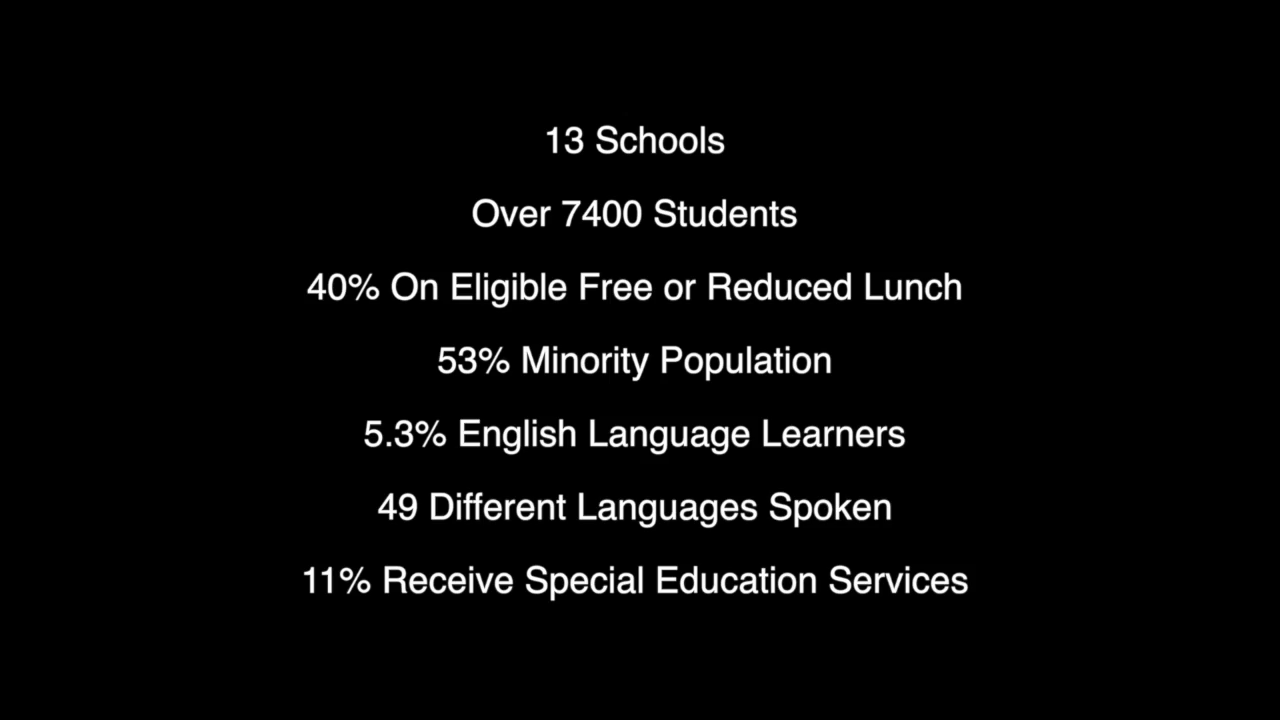 13 Schools
Over 7400 Students
40% On Eligible Free or Reduced Lunch
53% Minority Population
5.3% English Language Learners
49 Different Languages Spoken
11% Receive Special Education Services